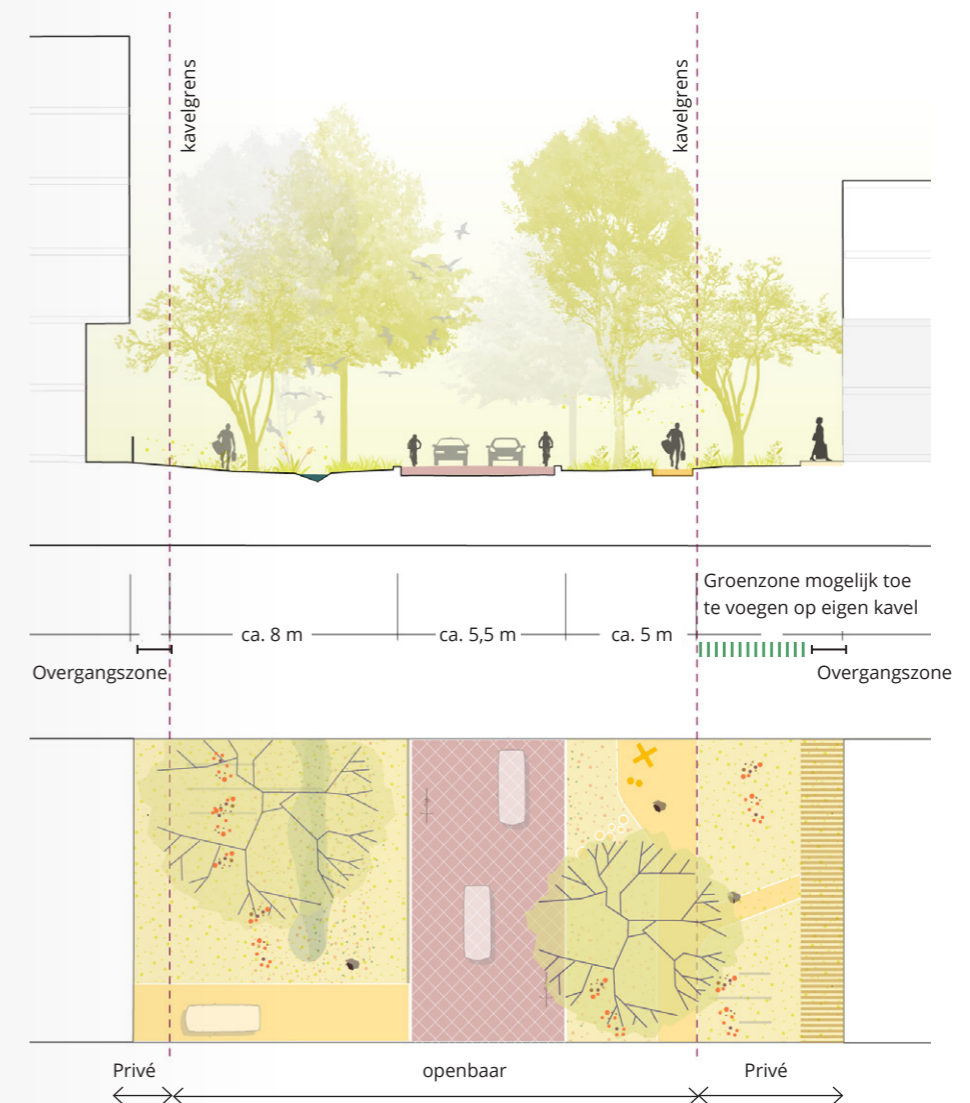 kavelgrens
kavelgrens
Groenzone mogelijk toe
te voegen op eigen kavel
ca. 8 m
ca. 5,5 m
ca. 5 m
Overgangszone
Overgangszone
Privé
openbaar
Privé